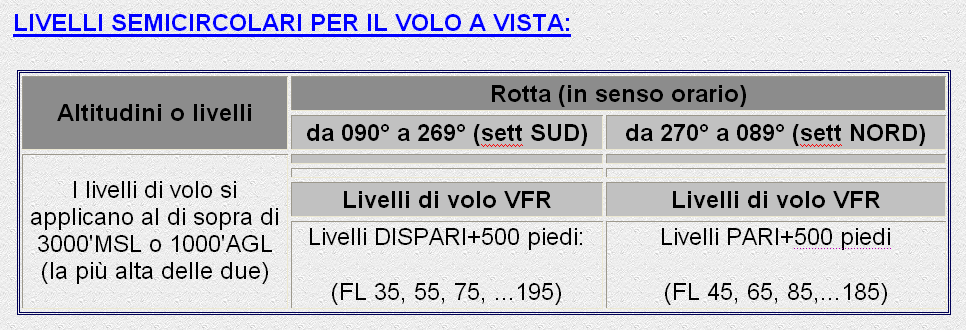 LIVELLI SEMICIRCOLARI PER IL VOLO A VISTA:
Altitudini o livelli
Rotta (in senso orario)
da 090° a 269° (sett SUD)
da 270° a 089° (sett NORD)
I livelli di volo si
applicano al di sopra di
3000'MSL o 1000'AGL
(la più alta delle due)
Livelli di volo VFR
Livelli di volo VFR
Livelli DISPARI+500 piedi:
(FL 35, 55, 75, ...195)
Livelli PARI+500 piedi
(FL 45, 65, 85,...185)